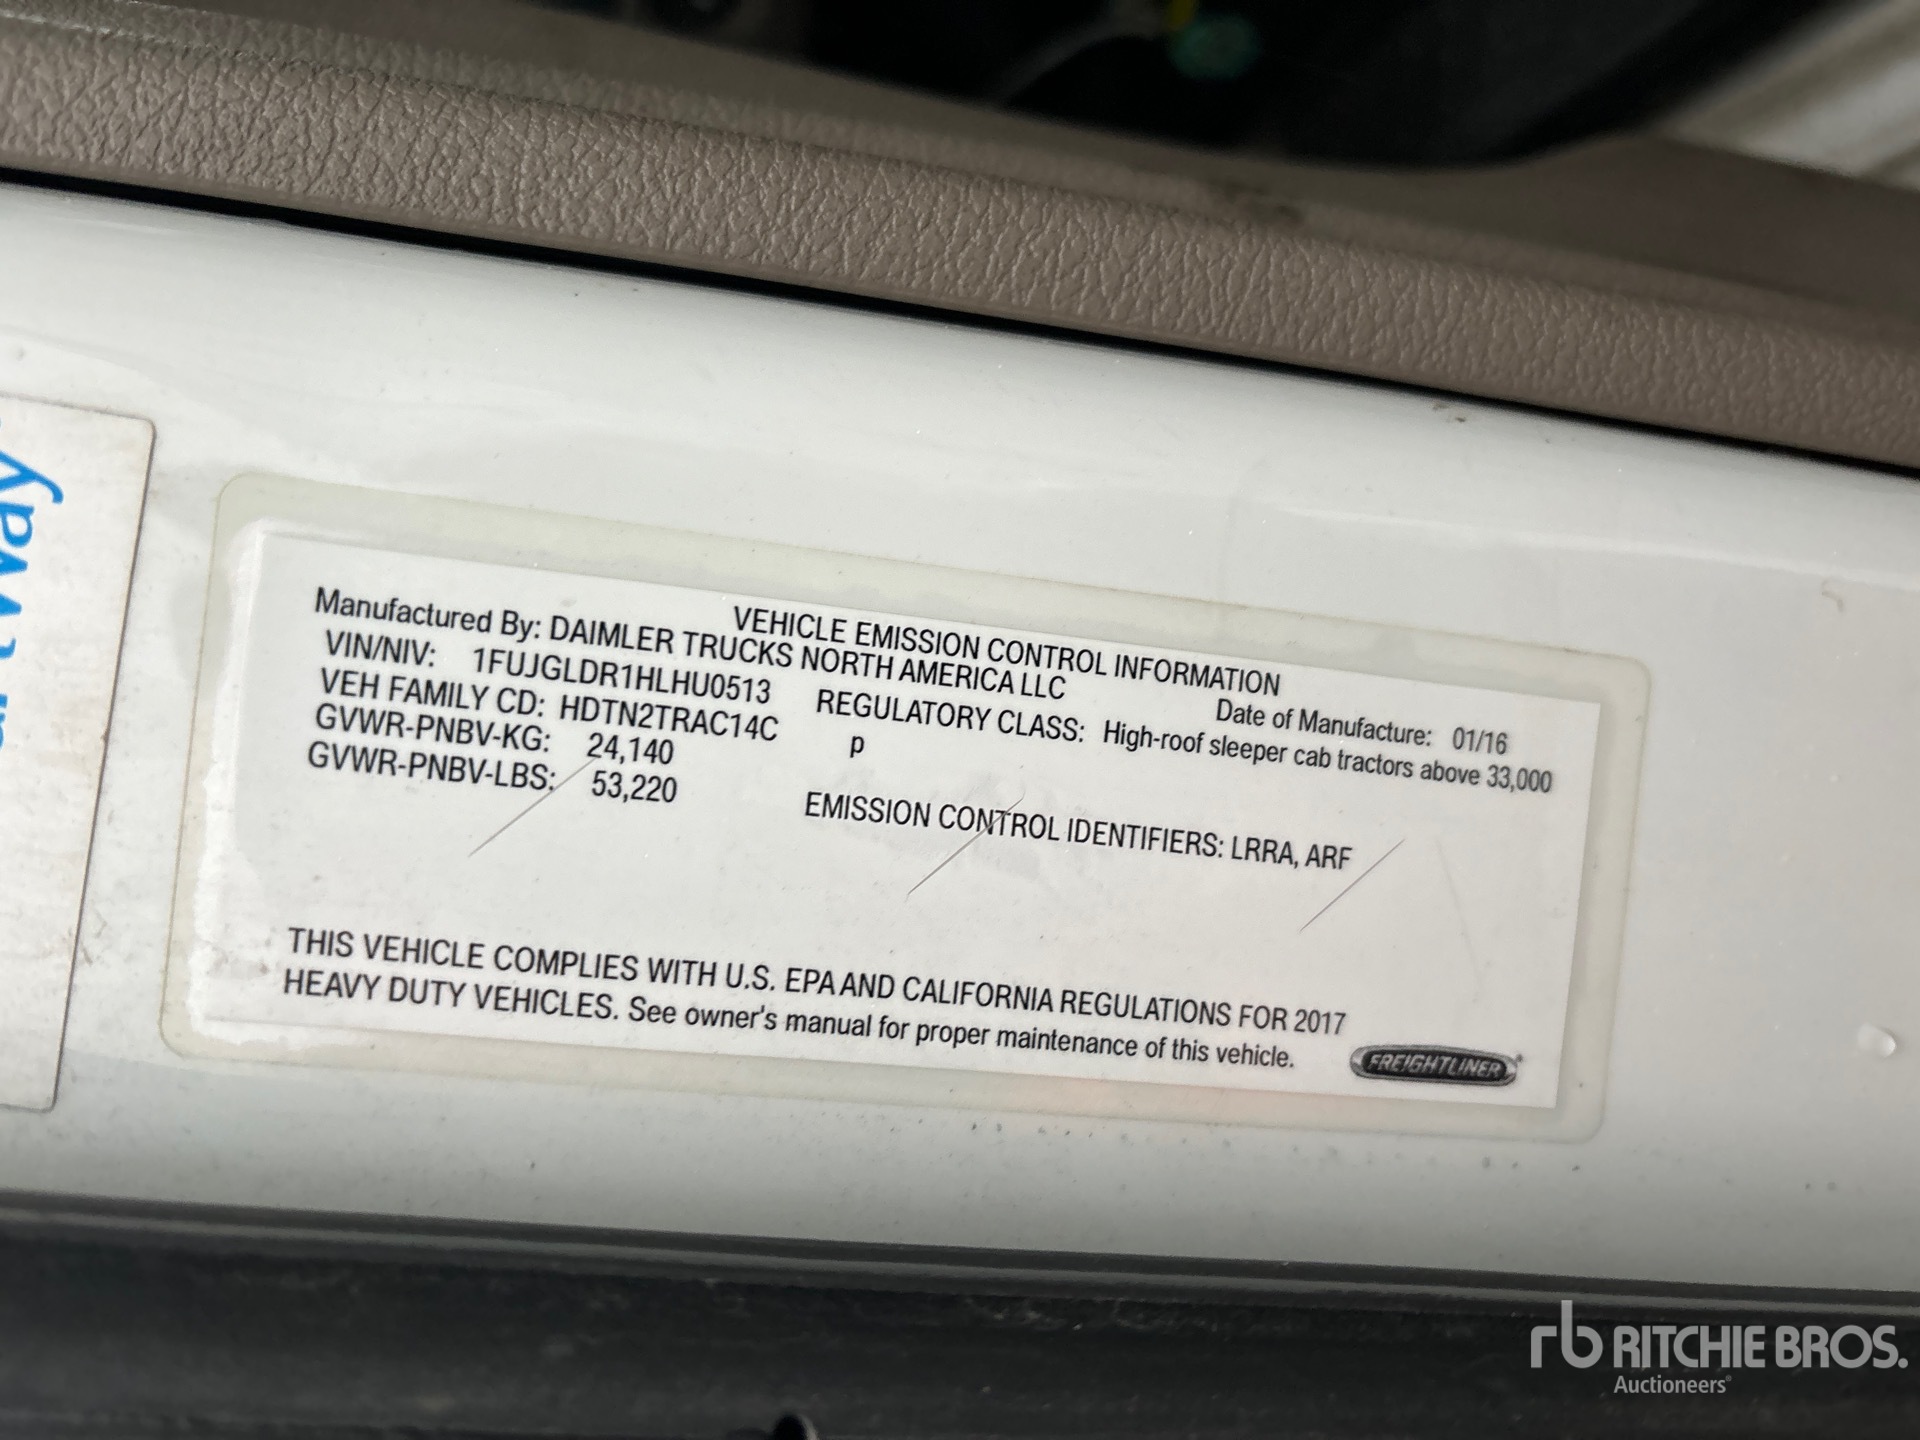 VEHICLE EMISSION CONTROL INFORMATION
Manufactured By: DAIMLER TRUCKS NORTH AMERICA LLC
Date of Manufacture: 01/16
VIN/NIV: 1FUJGLDR1HLHU0513
REGULATORY CLASS: High-roof sleeper cab tractors above 33,000
p
VEH FAMILY CD: HDTN2TRAC14C
GVWR-PNBV-KG: 24,140
GVWR-PNBV-LBS: 53,220
EMISSION CONTROL IDENTIFIERS: LRRA, ARF
THIS VEHICLE COMPLIES WITH U.S. EPA AND CALIFORNIA REGULATIONS FOR 2017
HEAVY DUTY VEHICLES. See owner's manual for proper maintenance of this vehicle.
FREIGHTLINER
rb RITCHIE BROS.
Auctioneers